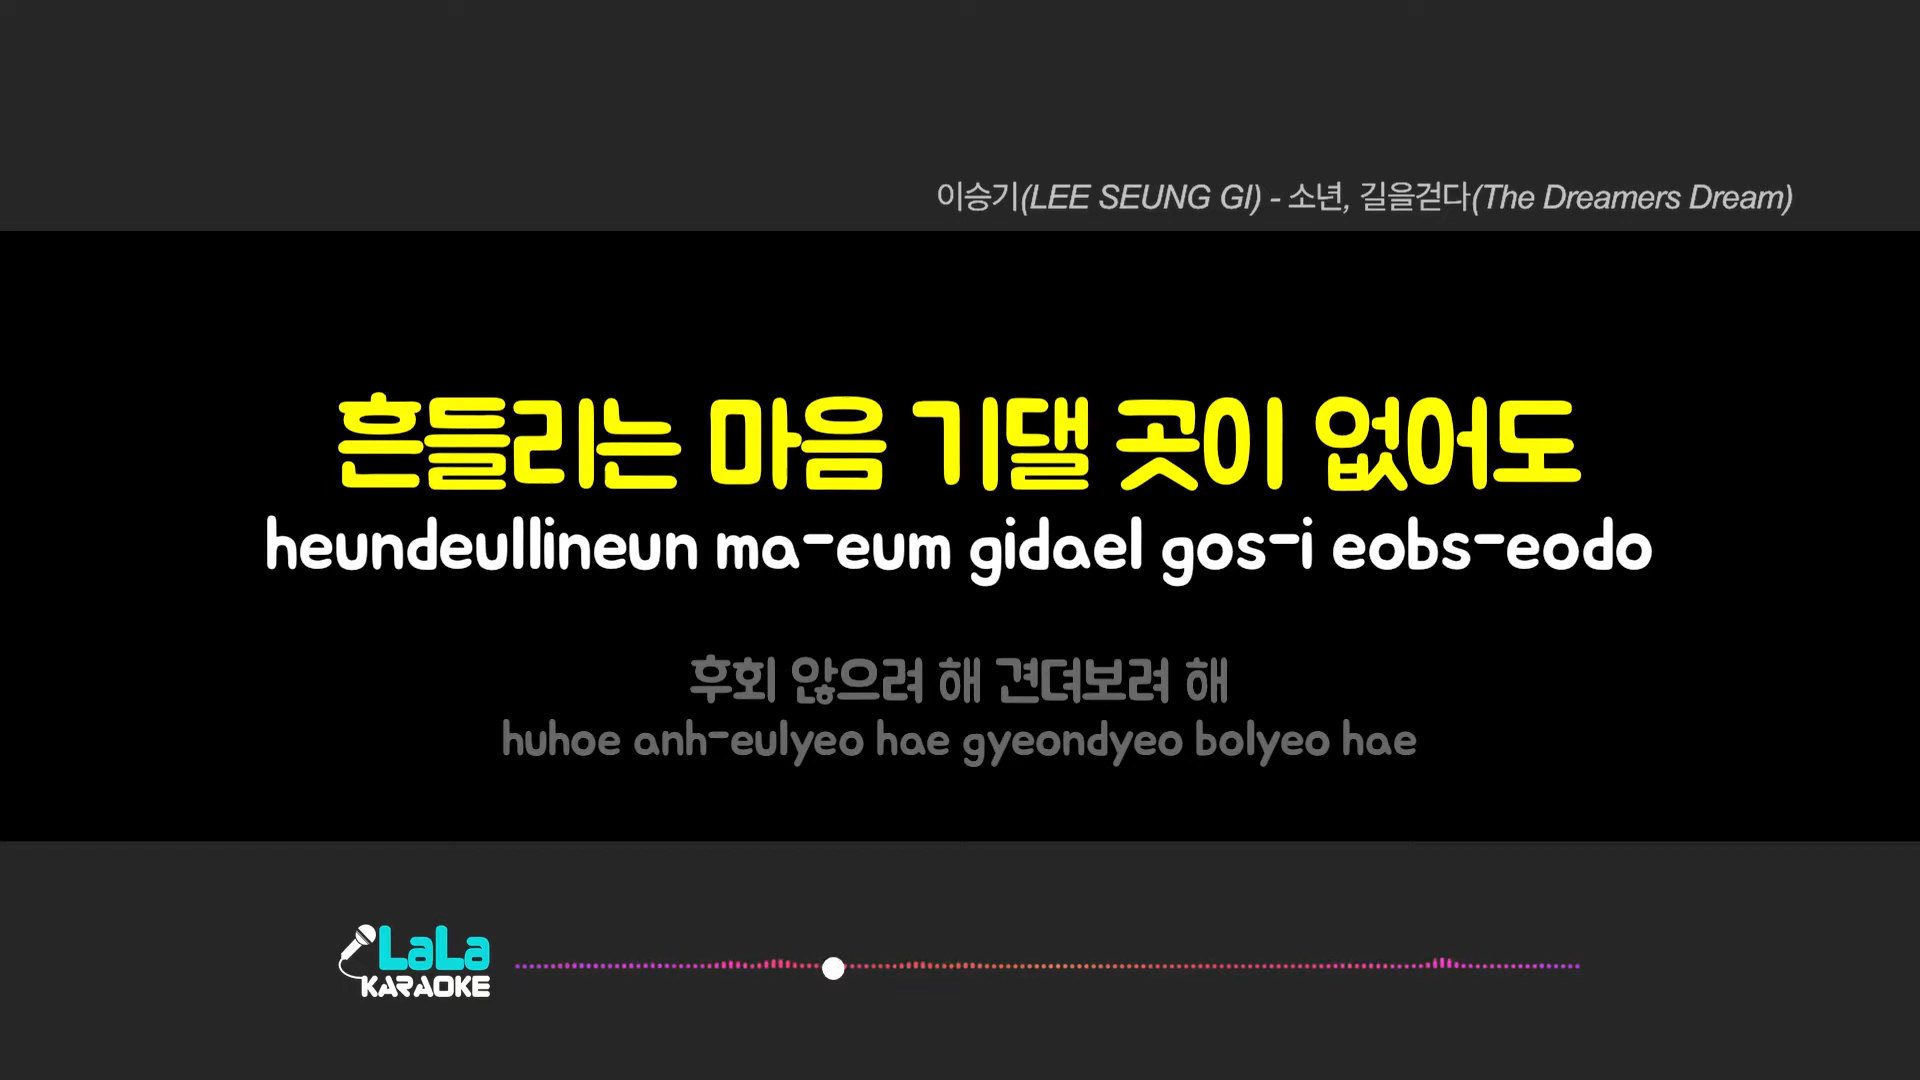 이승기(LEE SEUNG GI) - 소년, 길을걷다(The Dreamers Dream)
흔들리는 마음 기댈 곳이 없어도
heundeullineun ma-eum gidael gos-i eobs-eodo
후회 않으려 해 견뎌보려 해
huhoe anh-eulyeo hae gyeondyeo bolyeo hae
LaLa
KARAOKE